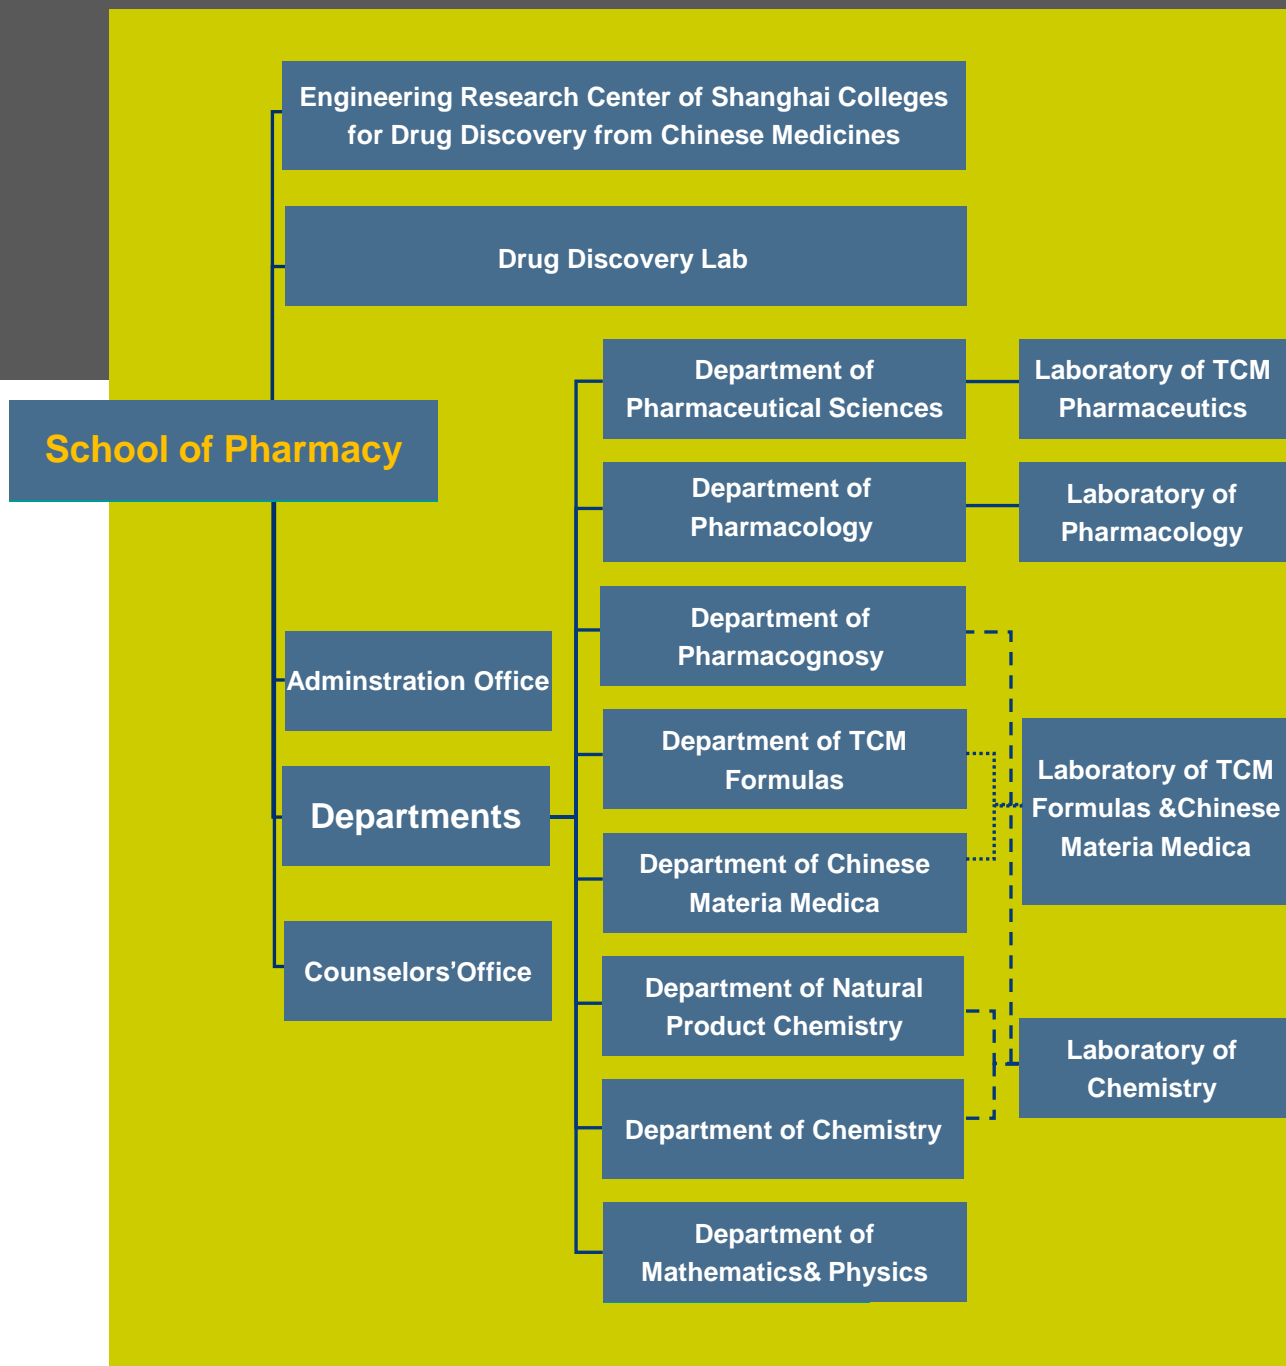 Engineering Research Center of Shanghai Colleges
for Drug Discovery from Chinese Medicines
Drug Discovery Lab
School of Pharmacy
Adminstration Office
Departments
Counselors'Office
Department of
Pharmaceutical Sciences
Department of
Pharmacology
Department of
Pharmacognosy
Department of TCM
Formulas
Department of Chinese
Materia Medica
Department of Natural
Product Chemistry
Department of Chemistry
Department of
Mathematics& Physics
Laboratory of TCM
Pharmaceutics
Laboratory of
Pharmacology
Laboratory of TCM
Formulas &Chinese
Materia Medica
Laboratory of
Chemistry